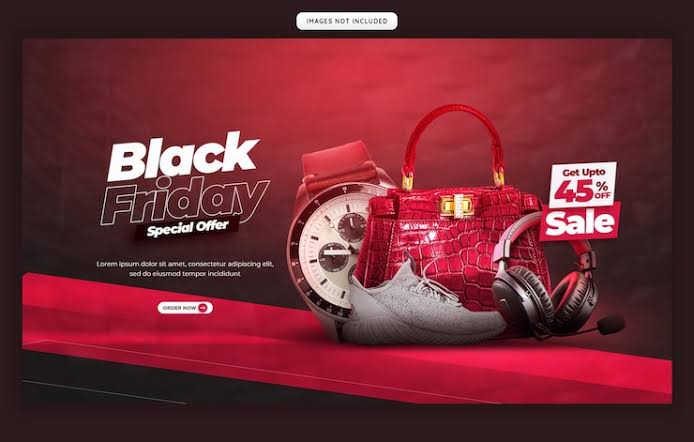 IMAGES NOT INCLUDED
Black
Friday
Special Offer
Lorem ipsum dolor sit amet, consectetur adipiscing elit,
sed do eiusmod tempor incididunt
ORDER NOW
Get Upto
45% OFF
Sale